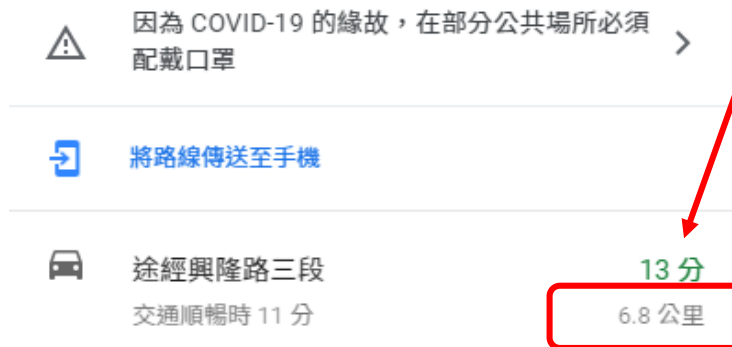 因為 COVID-19 的緣故，在部分公共場所必須
配戴口罩
將路線傳送至手機
途經興隆路三段
13 分
交通順暢時 11 分
6.8 公里